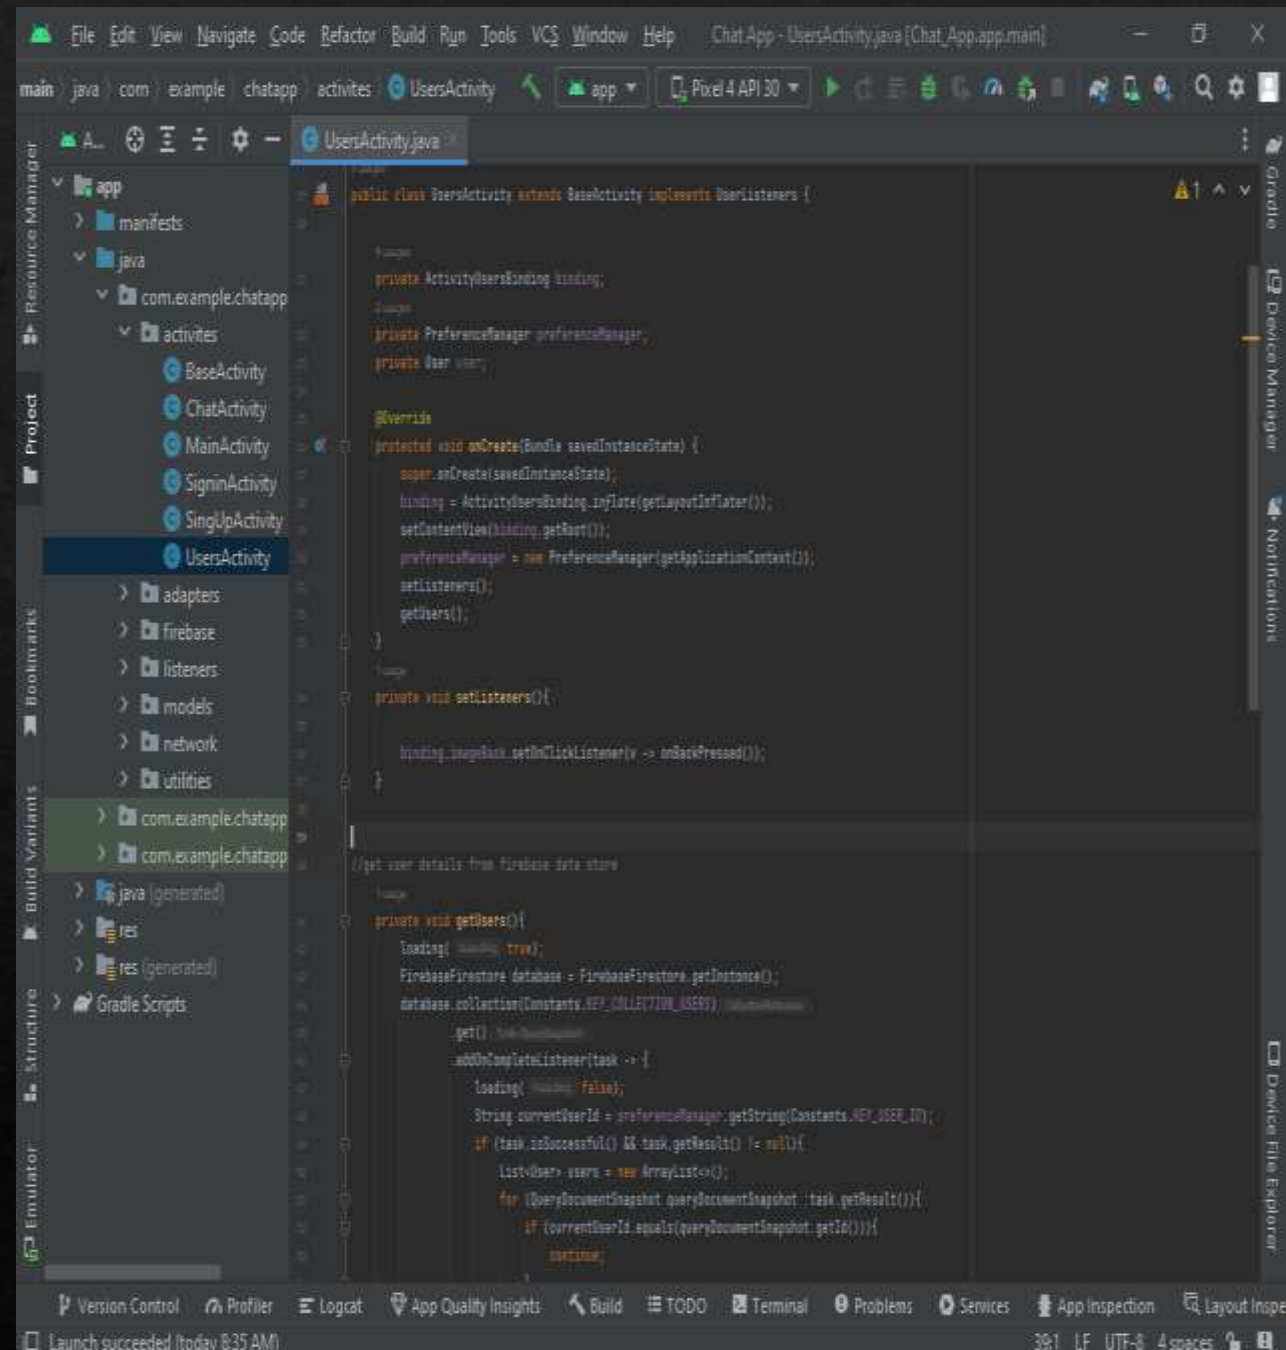 File Edit View Navigate Code Refactor Build Run Tools VCS Window Help Chat App - UsersActivity.java [Chat_App.app.main]
main java com example chatapp activites UsersActivity app Pixel 4 API 30
A... UsersActivity.java
Resource Manager
Project
Bookmarks
Build Variants
Structure
Emulator
app
manifests
java
com.example.chatapp
activites
BaseActivity
ChatActivity
MainActivity
SigninActivity
SingUpActivity
UsersActivity
adapters
firebase
listeners
models
network
utilities
com.example.chatapp
com.example.chatapp
java (generated)
res
res (generated)
Gradle Scripts
public class UsersActivity extends BaseActivity implements UserListeners {
private ActivityUsersBinding binding;
private PreferenceManager preferenceManager;
private User user;
@Override
protected void onCreate(Bundle savedInstanceState) {
super.onCreate(savedInstanceState);
binding = ActivityUsersBinding.inflate(getLayoutInflater());
setContentView(binding.getRoot());
preferenceManager = new PreferenceManager(getApplicationContext());
setListeners();
getUsers();
}
1 usage
private void setListeners(){
binding.imageBack.setOnClickListener(v -> onBackPressed());
}
//get user details from firebase data store
1 usage
private void getUsers(){
loading( true);
FirebaseFirestore database = FirebaseFirestore.getInstance();
database.collection(Constants.KEY_COLLECTION_USERS)
.get()
.addOnCompleteListener(task -> {
loading( false);
String currentUserId = preferenceManager.getString(Constants.KEY_USER_ID);
if (task.isSuccessful() && task.getResult() != null){
List<User> users = new ArrayList<>();
for (QueryDocumentSnapshot queryDocumentSnapshot :task.getResult()){
if (currentUserId.equals(queryDocumentSnapshot.getId())){
continue;
1
Gradle
Device Manager
Notifications
Device File Explorer
Version Control Profiler Logcat App Quality Insights Build TODO Terminal Problems Services App Inspection Layout Inspe
Launch succeeded (today 8:35 AM) 39:1 LF UTF-8 4 spaces